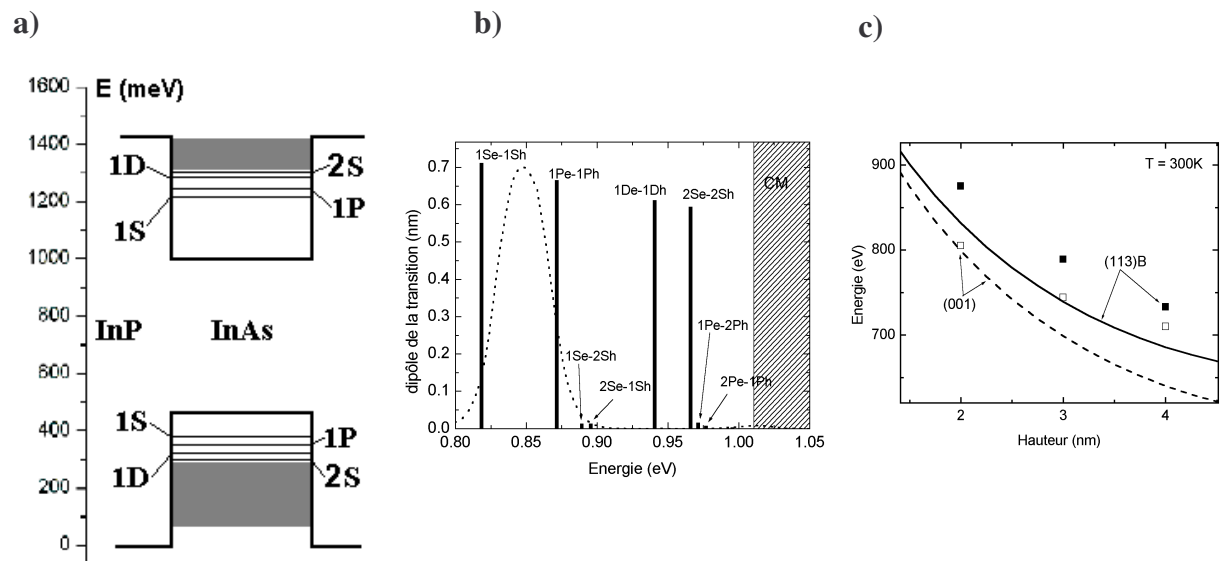 a)
b)
c)
E (meV)
1600
1400
1200
1000
800
600
400
200
0
1D
2S
1S
1P
InP
InAs
1S
1P
1D
2S
dipôle de la transition (nm)
0.7
0.6
0.5
0.4
0.3
0.2
0.1
0.0
1Se-1Sh
1Pe-1Ph
1De-1Dh
2Se-2Sh
CM
1Pe-2Ph
1Se-2Sh
2Se-1Sh
2Pe-1Ph
0.80
0.85
0.90
0.95
1.00
1.05
Energie (eV)
Energie (eV)
900
800
700
T = 300K
(113)B
(001)
2
3
4
Hauteur (nm)